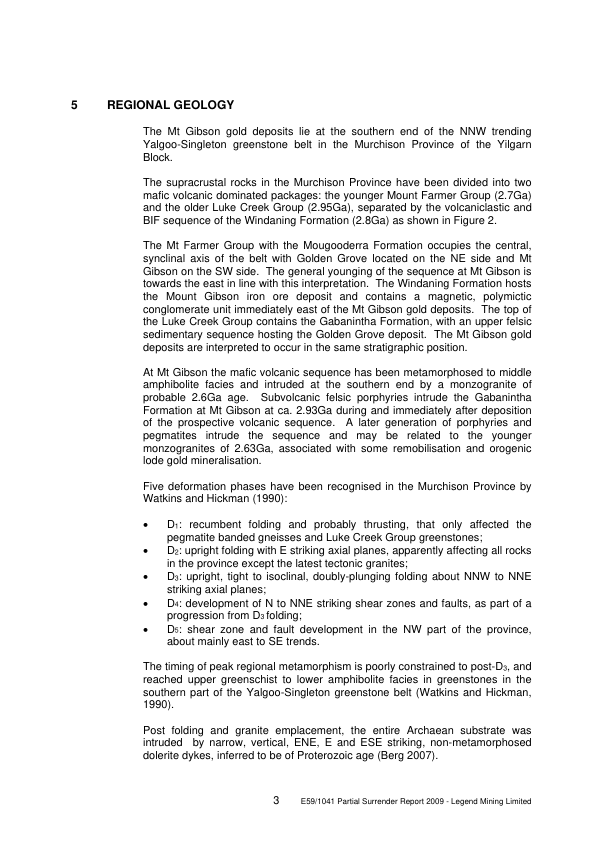 5 REGIONAL GEOLOGY
The Mt Gibson gold deposits lie at the southern end of the NNW trending
Yalgoo-Singleton greenstone belt in the Murchison Province of the Yilgarn
Block.
The supracrustal rocks in the Murchison Province have been divided into two
mafic volcanic dominated packages: the younger Mount Farmer Group (2.7Ga)
and the older Luke Creek Group (2.95Ga), separated by the volcaniclastic and
BIF sequence of the Windaning Formation (2.8Ga) as shown in Figure 2.
The Mt Farmer Group with the Mougooderra Formation occupies the central,
synclinal axis of the belt with Golden Grove located on the NE side and Mt
Gibson on the SW side. The general younging of the sequence at Mt Gibson is
towards the east in line with this interpretation. The Windaning Formation hosts
the Mount Gibson iron ore deposit and contains a magnetic, polymictic
conglomerate unit immediately east of the Mt Gibson gold deposits. The top of
the Luke Creek Group contains the Gabanintha Formation, with an upper felsic
sedimentary sequence hosting the Golden Grove deposit. The Mt Gibson gold
deposits are interpreted to occur in the same stratigraphic position.
At Mt Gibson the mafic volcanic sequence has been metamorphosed to middle
amphibolite facies and intruded at the southern end by a monzogranite of
probable 2.6Ga age. Subvolcanic felsic porphyries intrude the Gabanintha
Formation at Mt Gibson at ca. 2.93Ga during and immediately after deposition
of the prospective volcanic sequence. A later generation of porphyries and
pegmatites intrude the sequence and may be related to the younger
monzogranites of 2.63Ga, associated with some remobilisation and orogenic
lode gold mineralisation.
Five deformation phases have been recognised in the Murchison Province by
Watkins and Hickman (1990):
• D₁: recumbent folding and probably thrusting, that only affected the
pegmatite banded gneisses and Luke Creek Group greenstones;
• D₂: upright folding with E striking axial planes, apparently affecting all rocks
in the province except the latest tectonic granites;
• D₃: upright, tight to isoclinal, doubly-plunging folding about NNW to NNE
striking axial planes;
• D₄: development of N to NNE striking shear zones and faults, as part of a
progression from D₃ folding;
• D₅: shear zone and fault development in the NW part of the province,
about mainly east to SE trends.
The timing of peak regional metamorphism is poorly constrained to post-D₃, and
reached upper greenschist to lower amphibolite facies in greenstones in the
southern part of the Yalgoo-Singleton greenstone belt (Watkins and Hickman,
1990).
Post folding and granite emplacement, the entire Archaean substrate was
intruded by narrow, vertical, ENE, E and ESE striking, non-metamorphosed
dolerite dykes, inferred to be of Proterozoic age (Berg 2007).
3 E59/1041 Partial Surrender Report 2009 - Legend Mining Limited